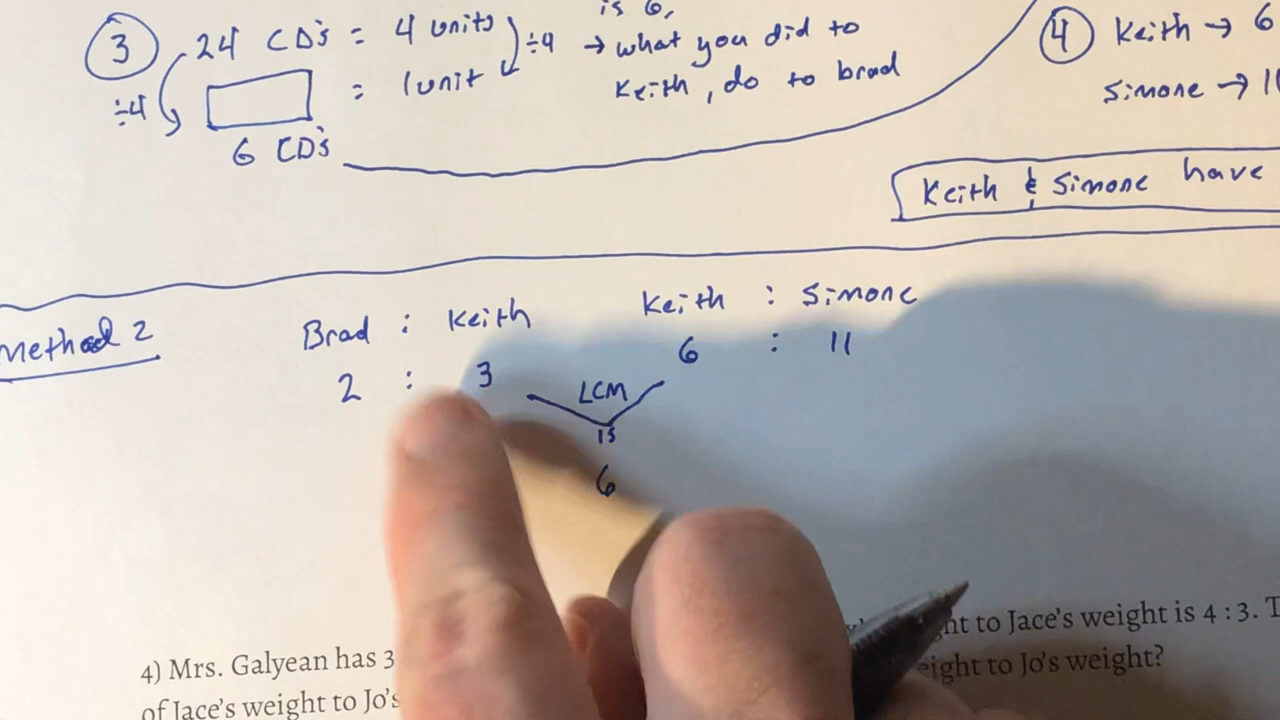 3 24 CD's = 4 units ÷4
is 6,
→ what you did to
Keith, do to brad
÷4 = 1 unit
6 CD's
4 Keith → 6
Simone → 11
Keith & Simone have
Method 2
Brad : Keith
2 : 3
Keith : Simone
6 : 11
LCM
is
6
4) Mrs. Galyean has 3
of Jace's weight to Jo's
to Jace's weight is 4 : 3.
to Jo's weight?